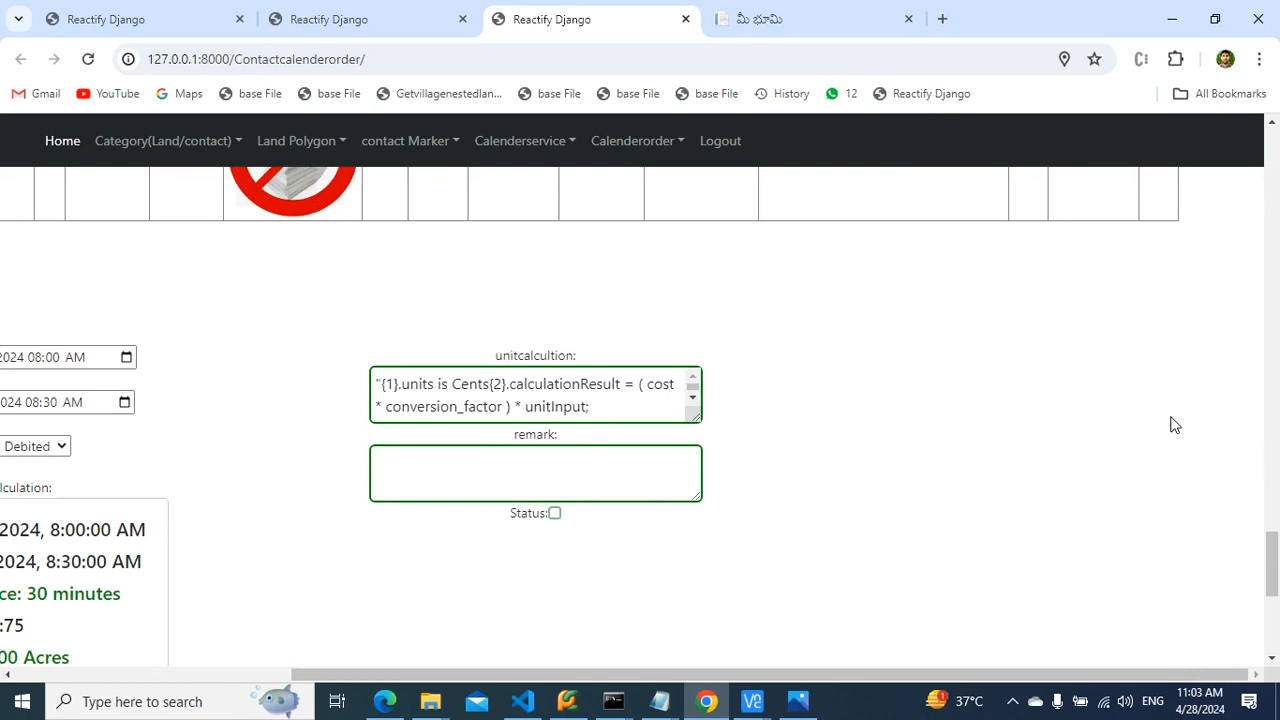 Reactify Django
Reactify Django
Reactify Django
మీ భూమి
127.0.0.1:8000/Contactcalenderorder/
Gmail
YouTube
Maps
base File
base File
Getvillagenestedlan...
base File
base File
base File
History
12
Reactify Django
All Bookmarks
Home
Category(Land/contact)
Land Polygon
contact Marker
Calenderservice
Calenderorder
Logout
2024 08:00 AM
2024 08:30 AM
Debited
lculation:
2024, 8:00:00 AM
2024, 8:30:00 AM
ce: 30 minutes
:75
00 Acres
unitcalcultion:
"{1}.units is Cents{2}.calculationResult = ( cost
* conversion_factor ) * unitInput;
remark:
Status:
Type here to search
37°C
ENG
11:03 AM
4/28/2024